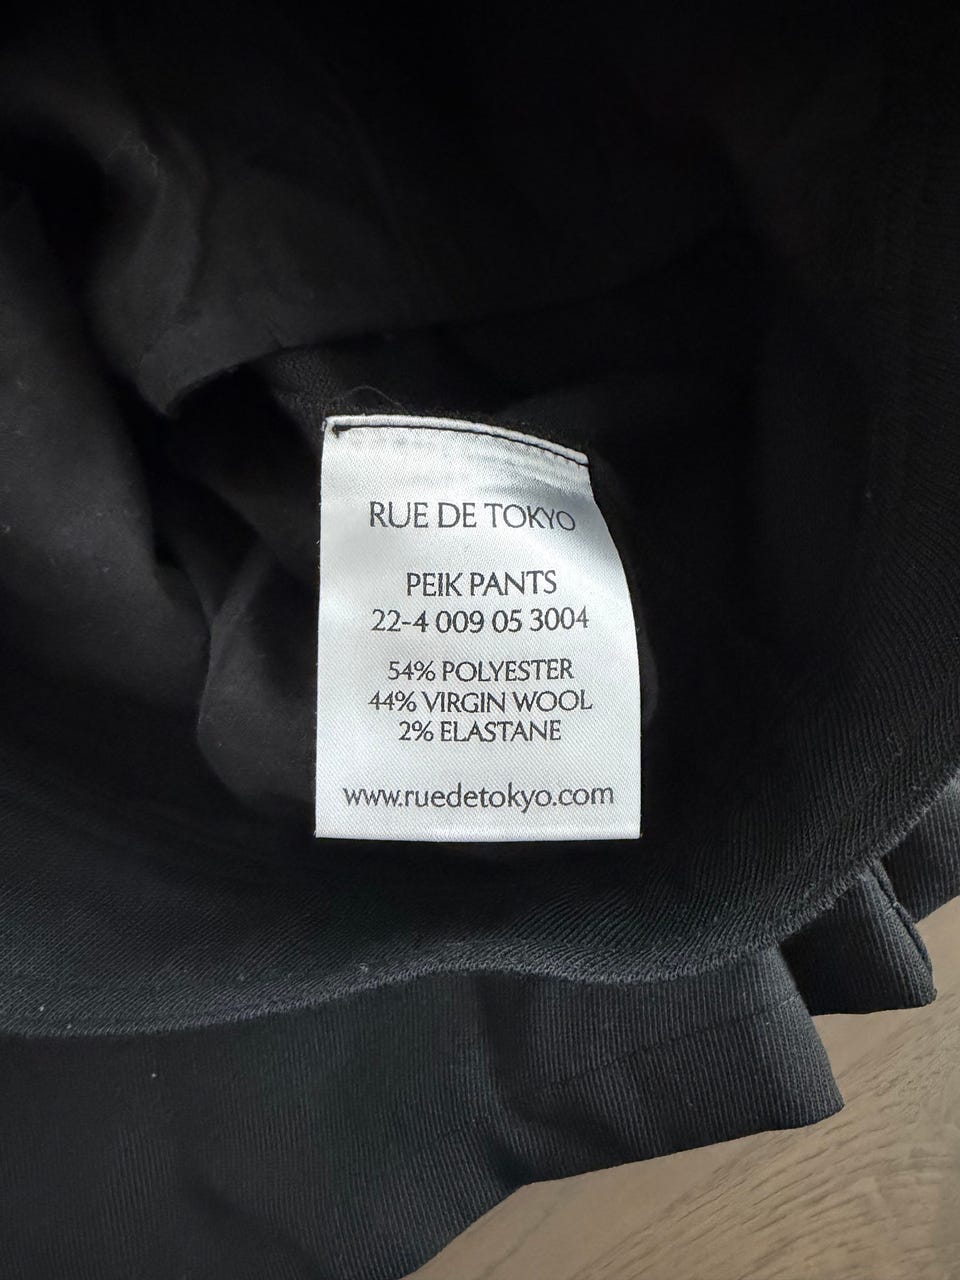 RUE DE TOKYO
PEIK PANTS
22-4 009 05 3004
54% POLYESTER
44% VIRGIN WOOL
2% ELASTANE
www.ruedetokyo.com